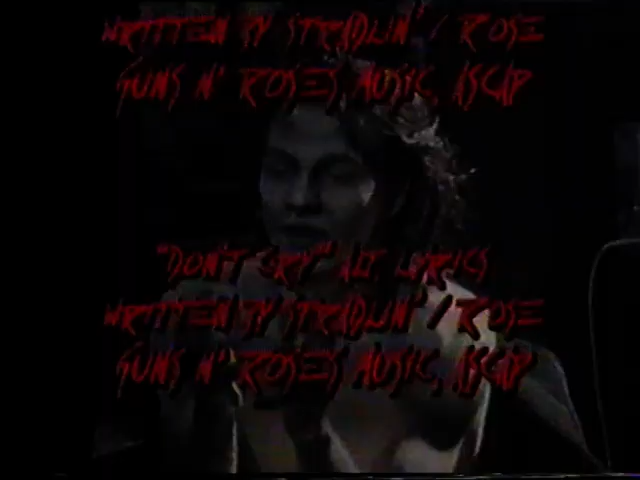 WRITTEN BY STRADLIN' / ROSE
GUNS N' ROSES MUSIC, ASCAP
"DON'T CRY" ALT. LYRICS
WRITTEN BY STRADLIN' / ROSE
GUNS N' ROSES MUSIC, ASCAP